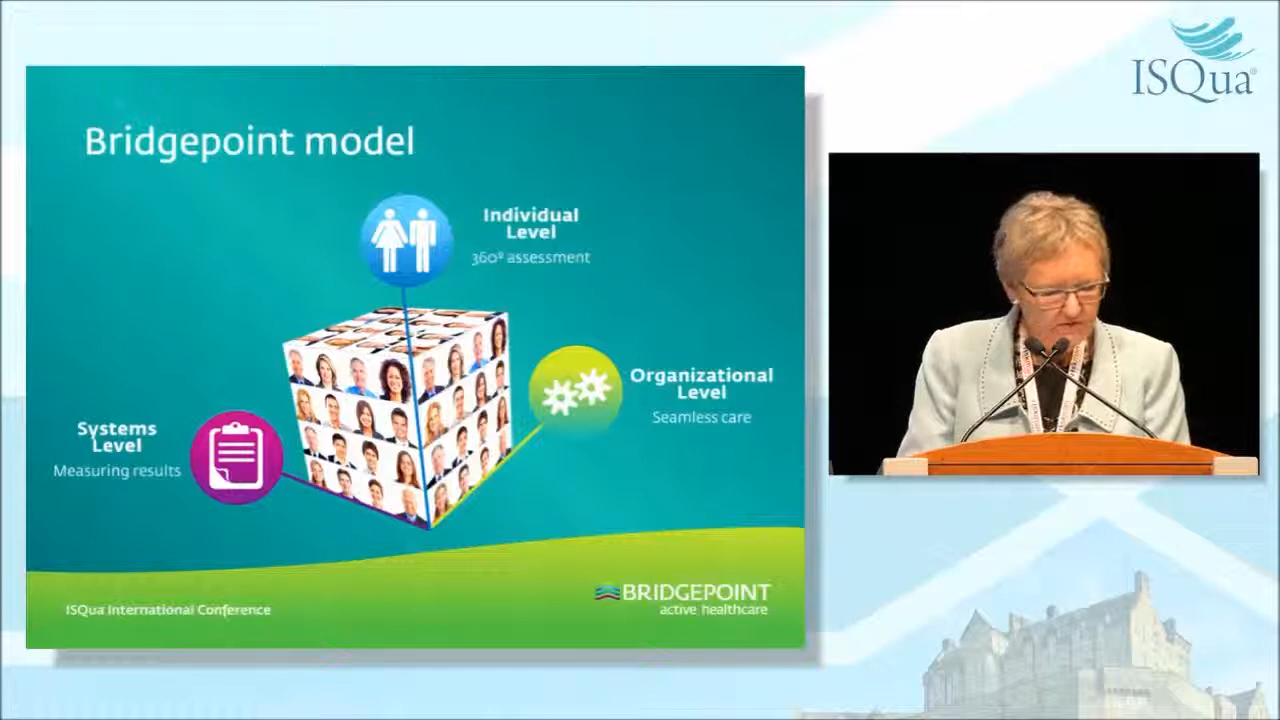 ISQua®
Bridgepoint model
Individual
Level
360º assessment
Organizational
Level
Seamless care
Systems
Level
Measuring results
ISQua International Conference
BRIDGEPOINT
active healthcare